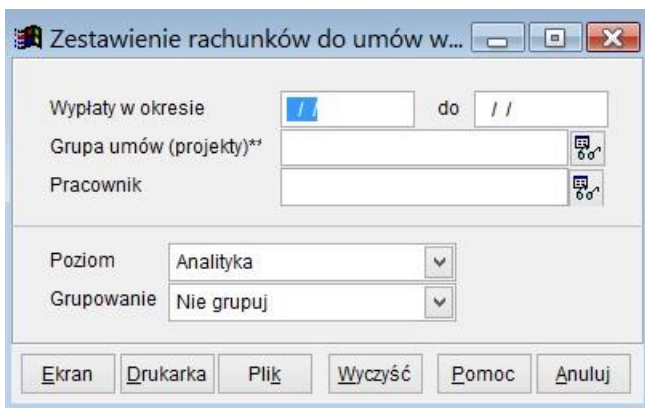 Zestawienie rachunków do umów w...
Wypłaty w okresie / / do / /
Grupa umów (projekty)**
Pracownik
Poziom Analityka
Grupowanie Nie grupuj
Ekran Drukarka Plik Wyczyść Pomoc Anuluj